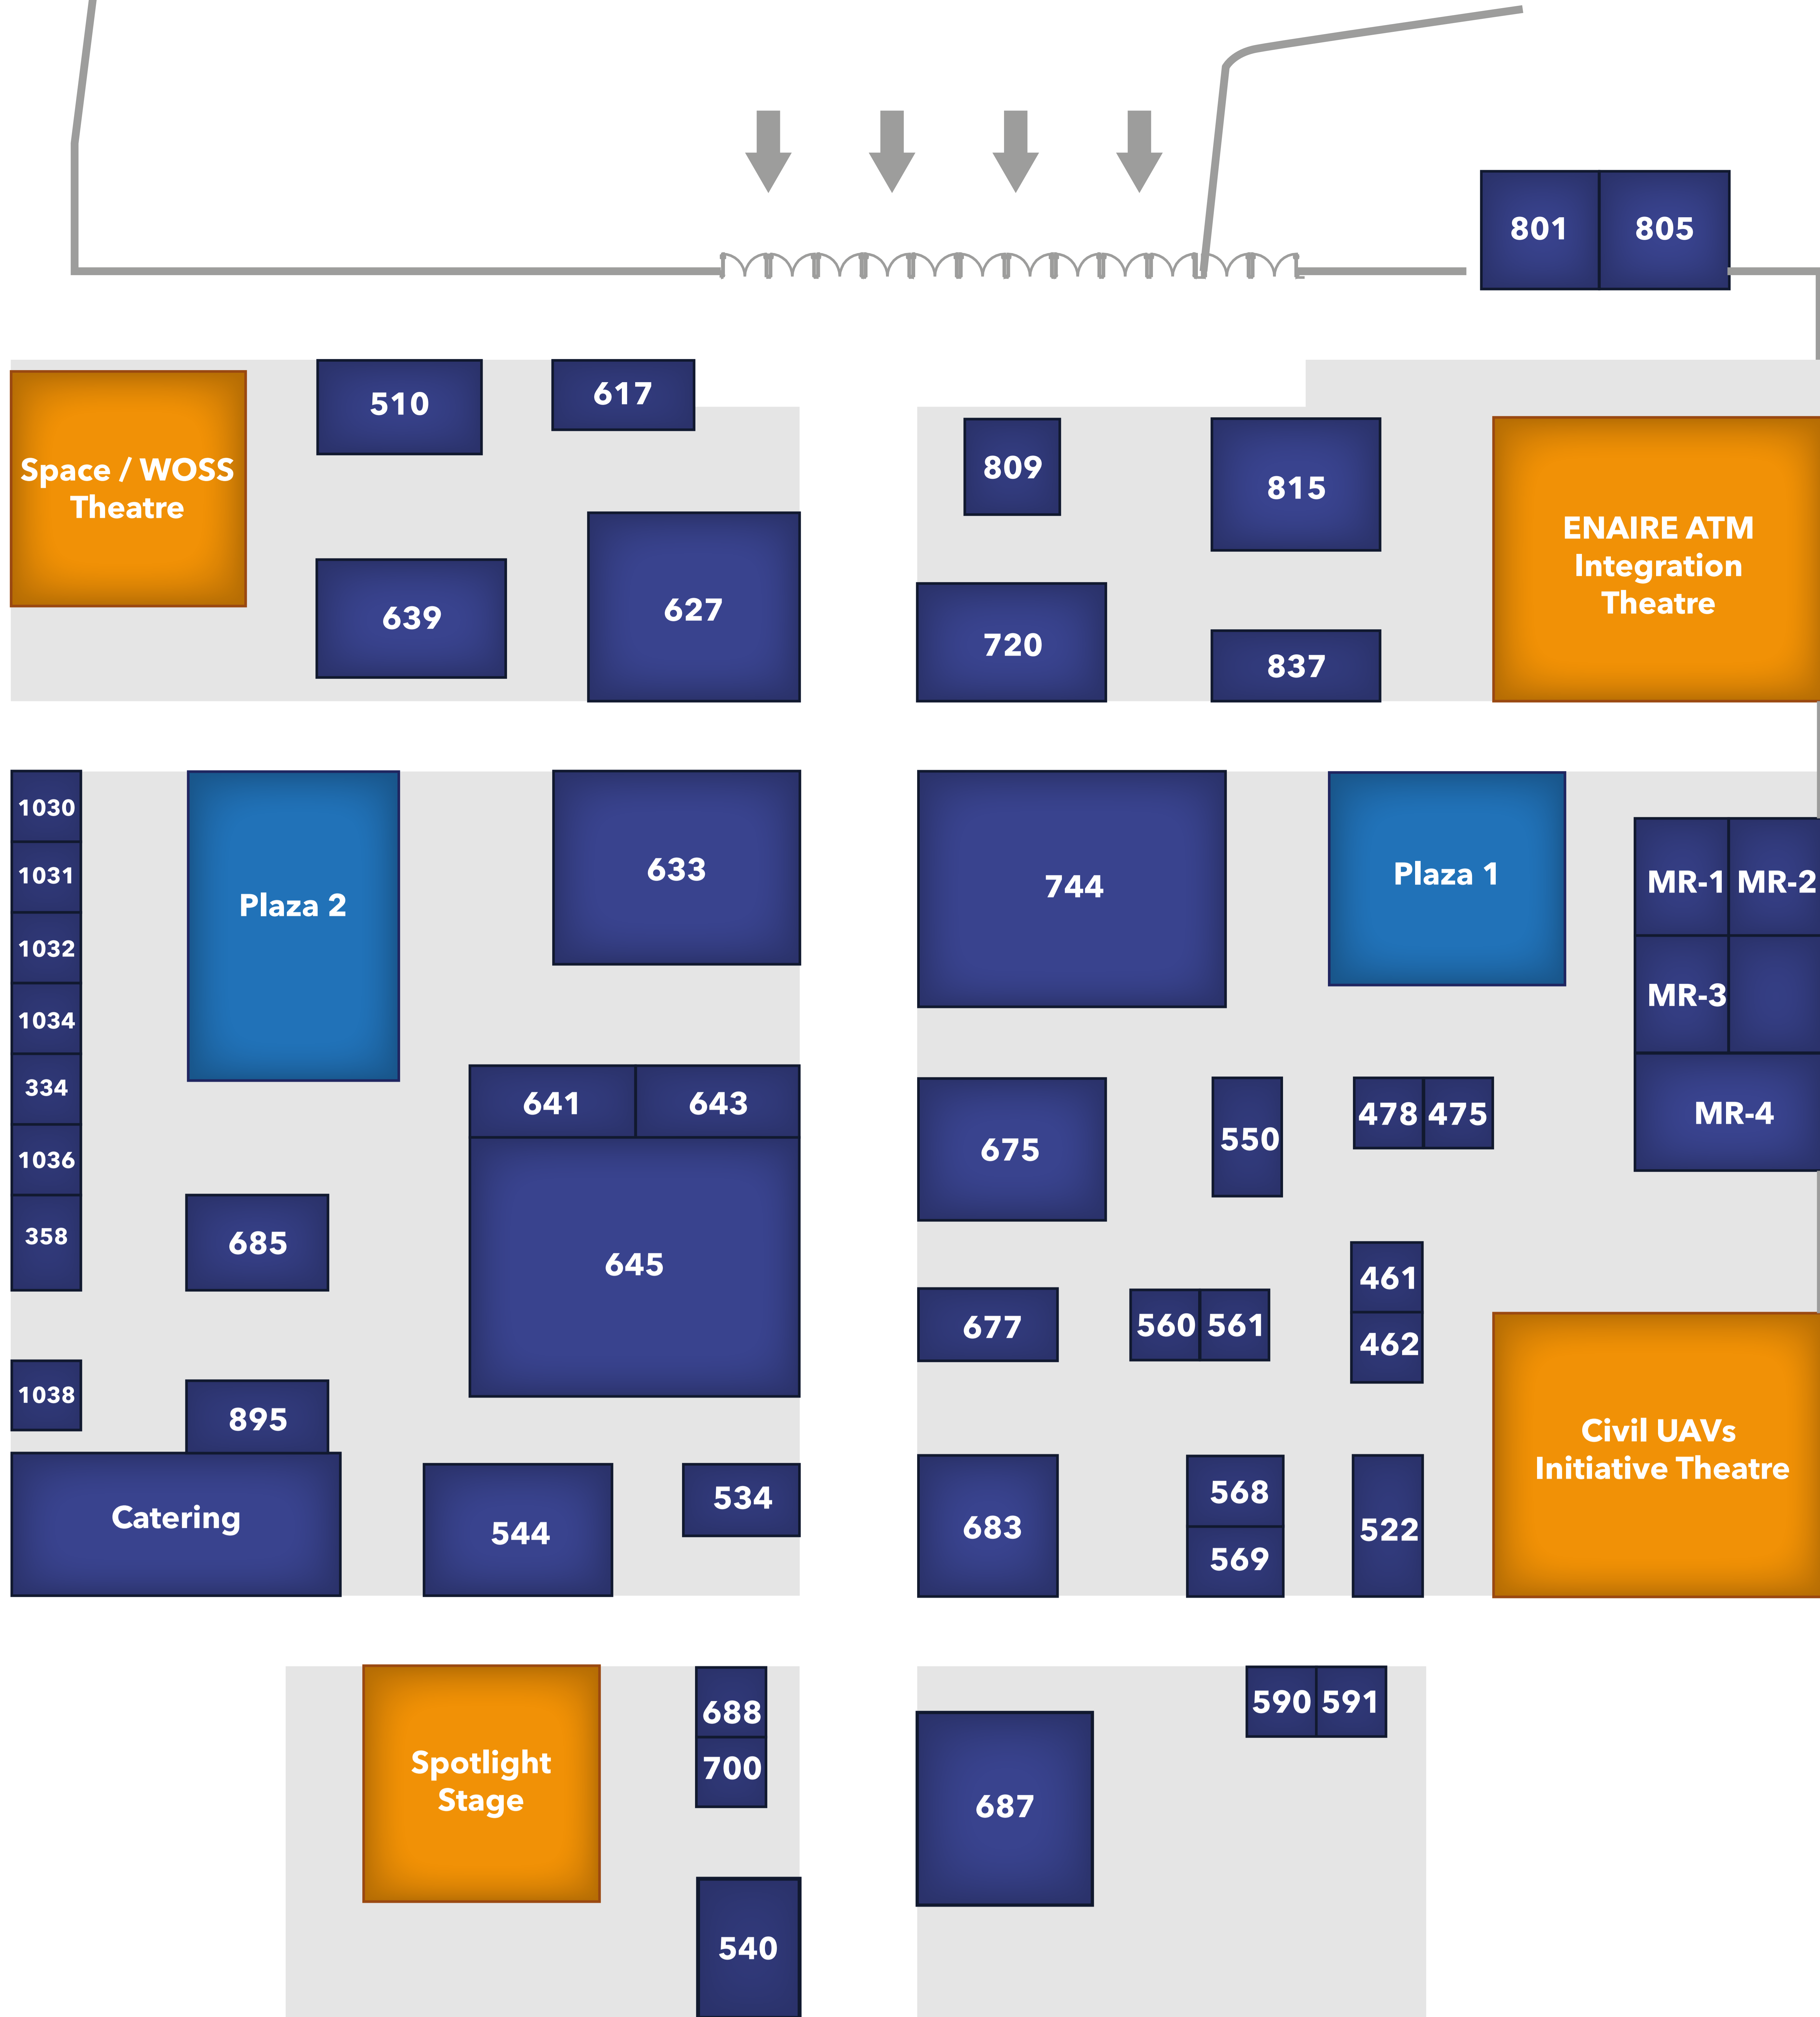 801
805
510
617
Space / WOSS
Theatre
639
627
809
815
720
837
ENAIRE ATM
Integration
Theatre
1030
1031
1032
1034
334
1036
358
1038
Plaza 2
633
641
643
645
685
895
Catering
544
534
744
Plaza 1
MR-1
MR-2
MR-3
MR-4
675
550
478
475
461
462
677
560
561
683
568
569
522
Civil UAVs
Initiative Theatre
Spotlight
Stage
688
700
540
687
590
591